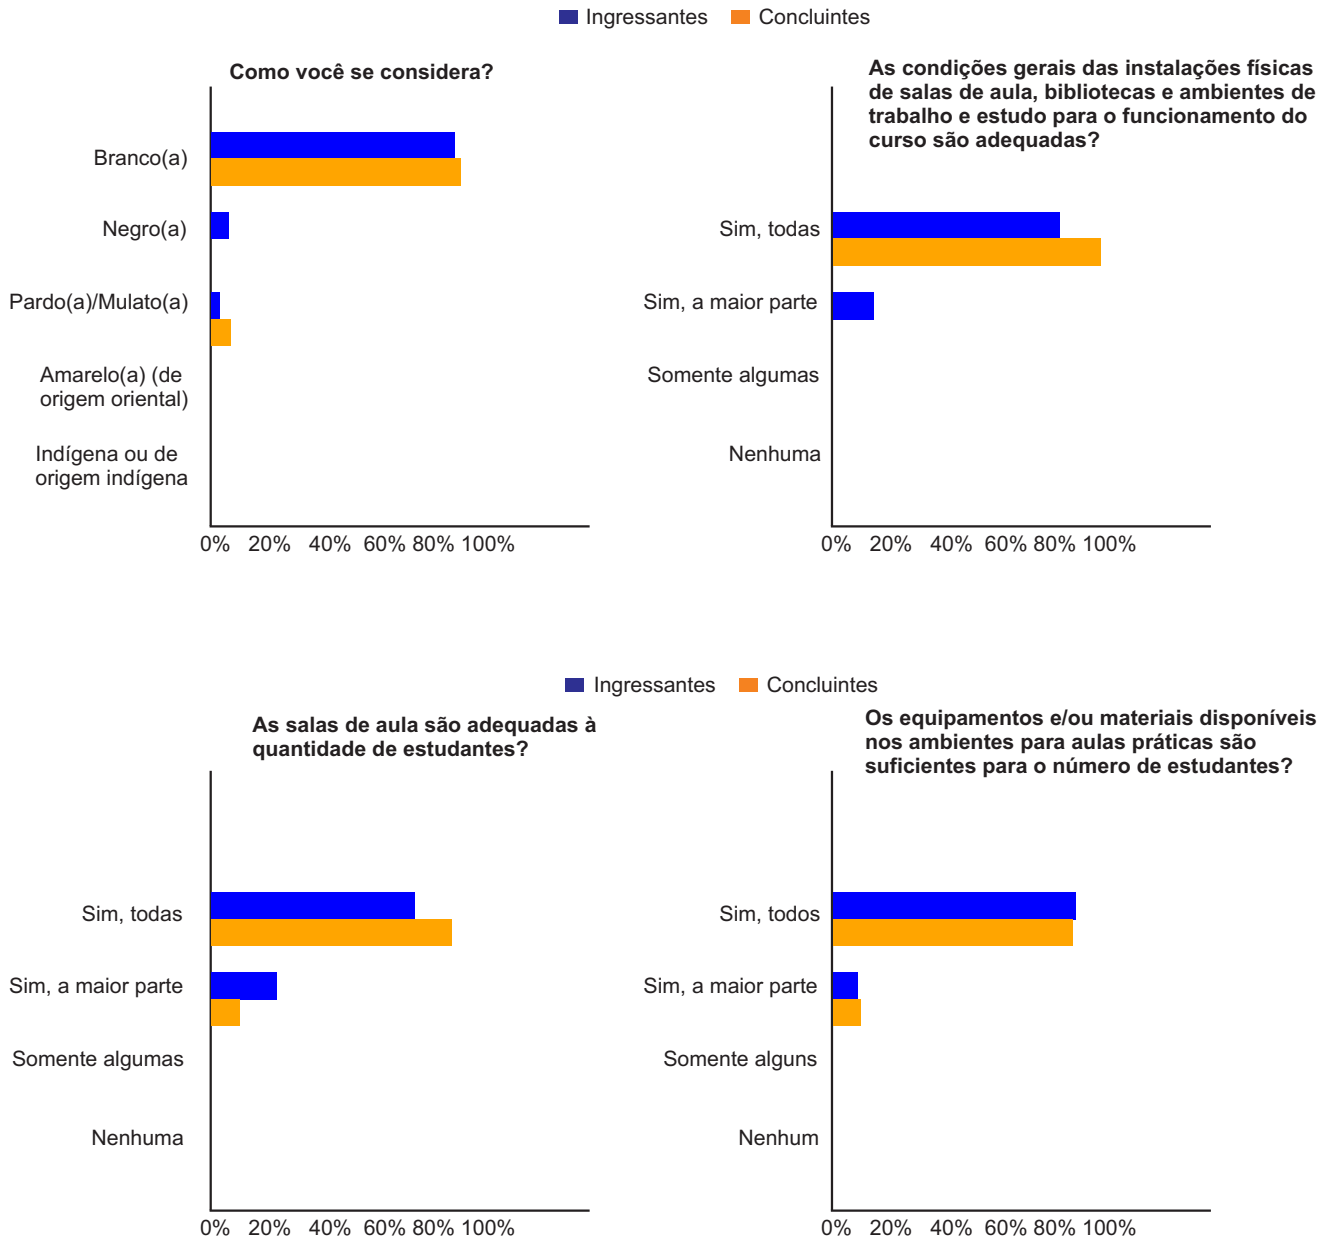 Ingressantes Concluintes
Como você se considera?
Branco(a)
Negro(a)
Pardo(a)/Mulato(a)
Amarelo(a) (de
origem oriental)
Indígena ou de
origem indígena
0% 20% 40% 60% 80% 100%
As condições gerais das instalações físicas
de salas de aula, bibliotecas e ambientes de
trabalho e estudo para o funcionamento do
curso são adequadas?
Sim, todas
Sim, a maior parte
Somente algumas
Nenhuma
0% 20% 40% 60% 80% 100%
Ingressantes Concluintes
As salas de aula são adequadas à
quantidade de estudantes?
Sim, todas
Sim, a maior parte
Somente algumas
Nenhuma
0% 20% 40% 60% 80% 100%
Os equipamentos e/ou materiais disponíveis
nos ambientes para aulas práticas são
suficientes para o número de estudantes?
Sim, todos
Sim, a maior parte
Somente alguns
Nenhum
0% 20% 40% 60% 80% 100%